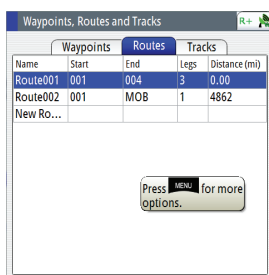 Waypoints, Routes and Tracks R+
Waypoints Routes Tracks
Name Start End Legs Distance (mi)
Route001 001 004 3 0.00
Route002 001 MOB 1 4862
New Ro...
Press MENU for more
options.